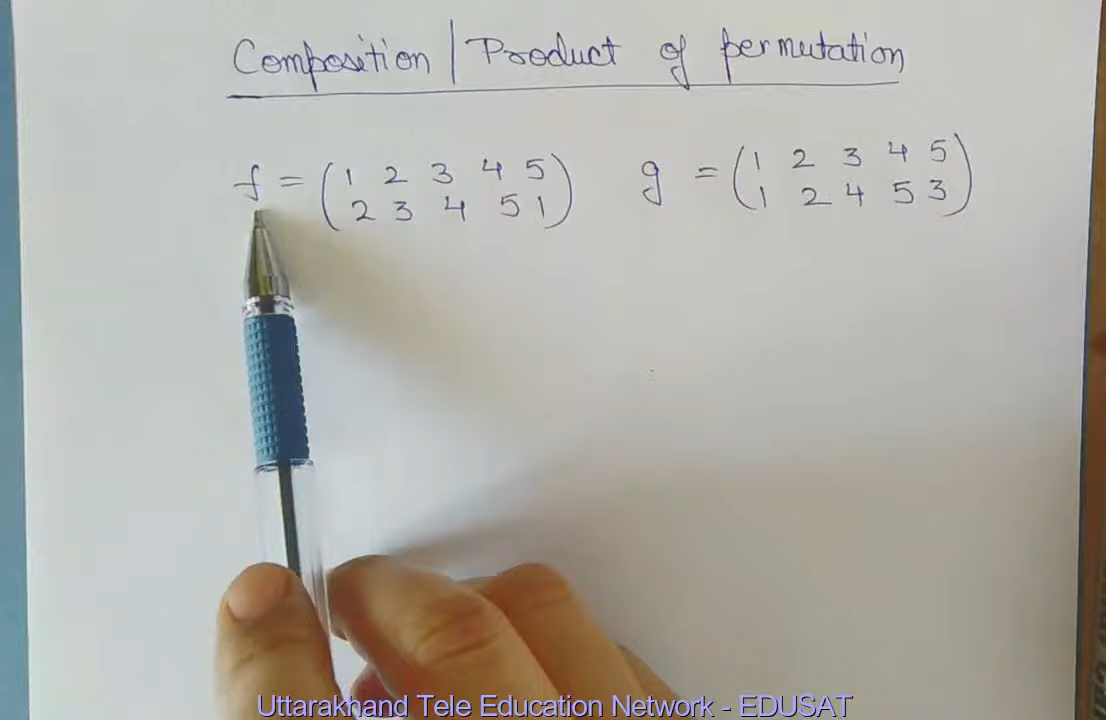 Composition | Product of permutation
f = (1 2 3 4 5) g = (1 2 3 4 5)
(2 3 4 5 1) (1 2 4 5 3)
Uttarakhand Tele Education Network - EDUSAT